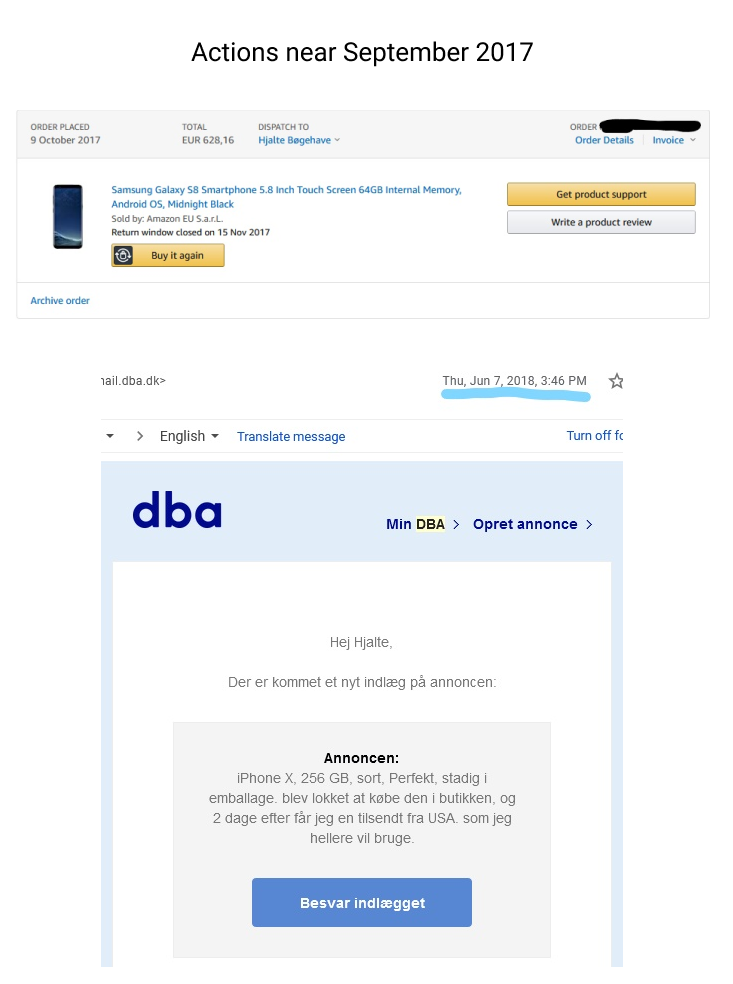 Actions near September 2017
ORDER PLACED
9 October 2017
TOTAL
EUR 628,16
DISPATCH TO
Hjalte Bøgehave
ORDER
Order Details
Invoice
Samsung Galaxy S8 Smartphone 5.8 Inch Touch Screen 64GB Internal Memory,
Android OS, Midnight Black
Sold by: Amazon EU S.a.r.L.
Return window closed on 15 Nov 2017
Buy it again
Get product support
Write a product review
Archive order
ail.dba.dk>
Thu, Jun 7, 2018, 3:46 PM
English
Translate message
Turn off fo
dba
Min DBA >
Opret annonce >
Hej Hjalte,
Der er kommet et nyt indlæg på annoncen:
Annoncen:
iPhone X, 256 GB, sort, Perfekt, stadig i
emballage. blev lokket at købe den i butikken, og
2 dage efter får jeg en tilsendt fra USA. som jeg
hellere vil bruge.
Besvar indlægget